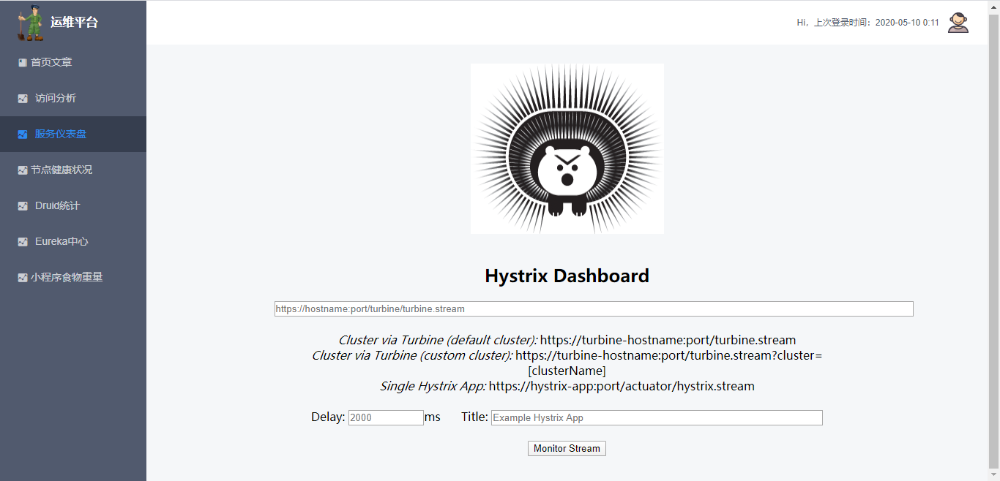 运维平台
Hi，上次登录时间：2020-05-10 0:11
首页文章
访问分析
服务仪表盘
节点健康状况
Druid统计
Eureka中心
小程序食物重量
Hystrix Dashboard
https://hostname:port/turbine/turbine.stream
Cluster via Turbine (default cluster): https://turbine-hostname:port/turbine.stream
Cluster via Turbine (custom cluster): https://turbine-hostname:port/turbine.stream?cluster=
[clusterName]
Single Hystrix App: https://hystrix-app:port/actuator/hystrix.stream
Delay: 2000 ms Title: Example Hystrix App
Monitor Stream